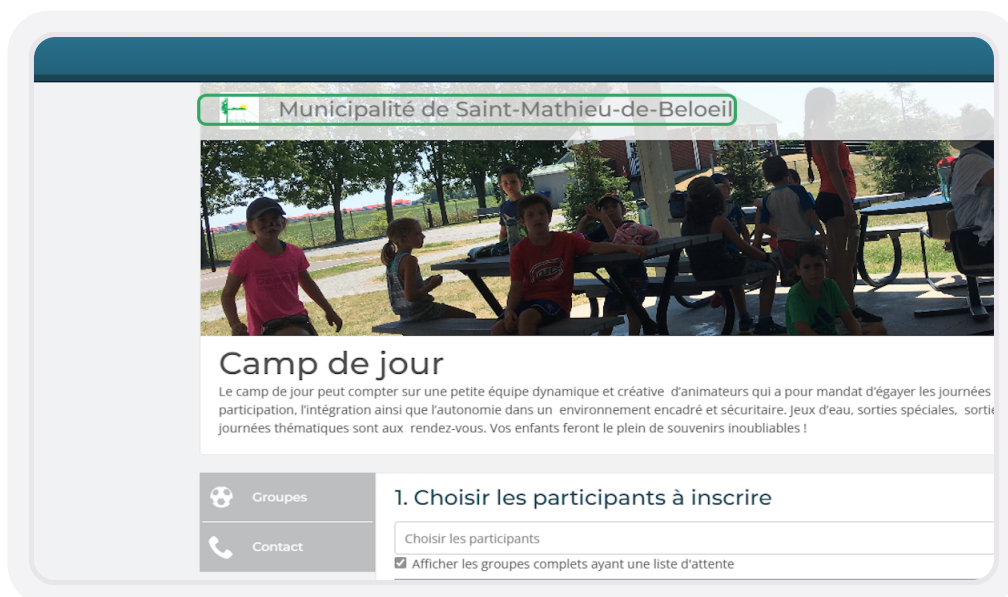 Municipalité de Saint-Mathieu-de-Beloeil
Camp de jour
Le camp de jour peut compter sur une petite équipe dynamique et créative d’animateurs qui a pour mandat d’égayer les journées
participation, l’intégration ainsi que l’autonomie dans un environnement encadré et sécuritaire. Jeux d’eau, sorties spéciales, sortie
journées thématiques sont aux rendez-vous. Vos enfants feront le plein de souvenirs inoubliables !
Groupes
1. Choisir les participants à inscrire
Contact
Choisir les participants
Afficher les groupes complets ayant une liste d'attente